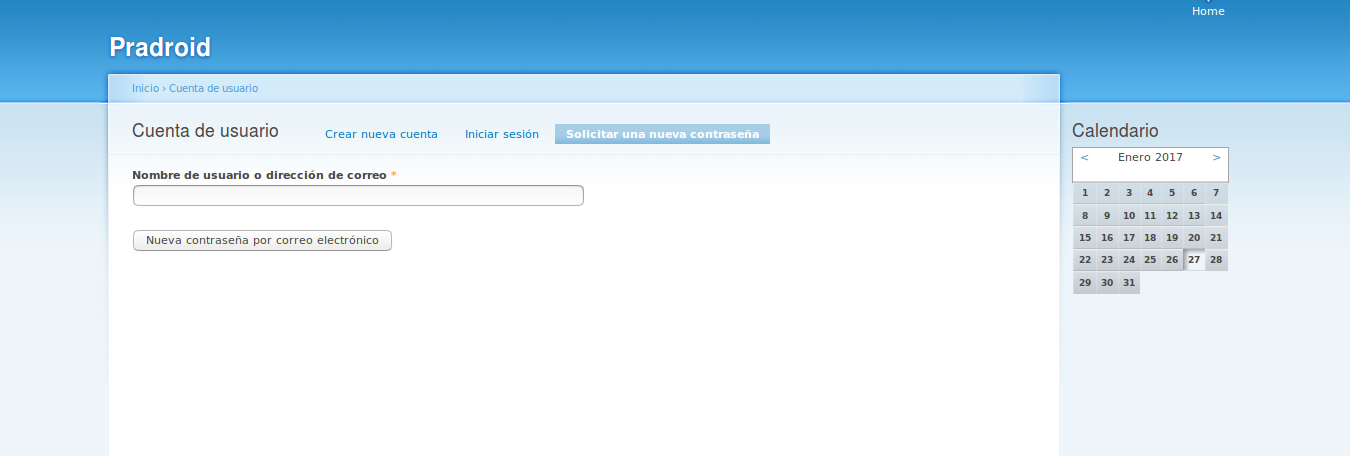 Home
Pradroid
Inicio › Cuenta de usuario
Cuenta de usuario Crear nueva cuenta Iniciar sesión Solicitar una nueva contraseña
Nombre de usuario o dirección de correo *
Nueva contraseña por correo electrónico
Calendario
< Enero 2017 >
1 2 3 4 5 6 7
8 9 10 11 12 13 14
15 16 17 18 19 20 21
22 23 24 25 26 27 28
29 30 31